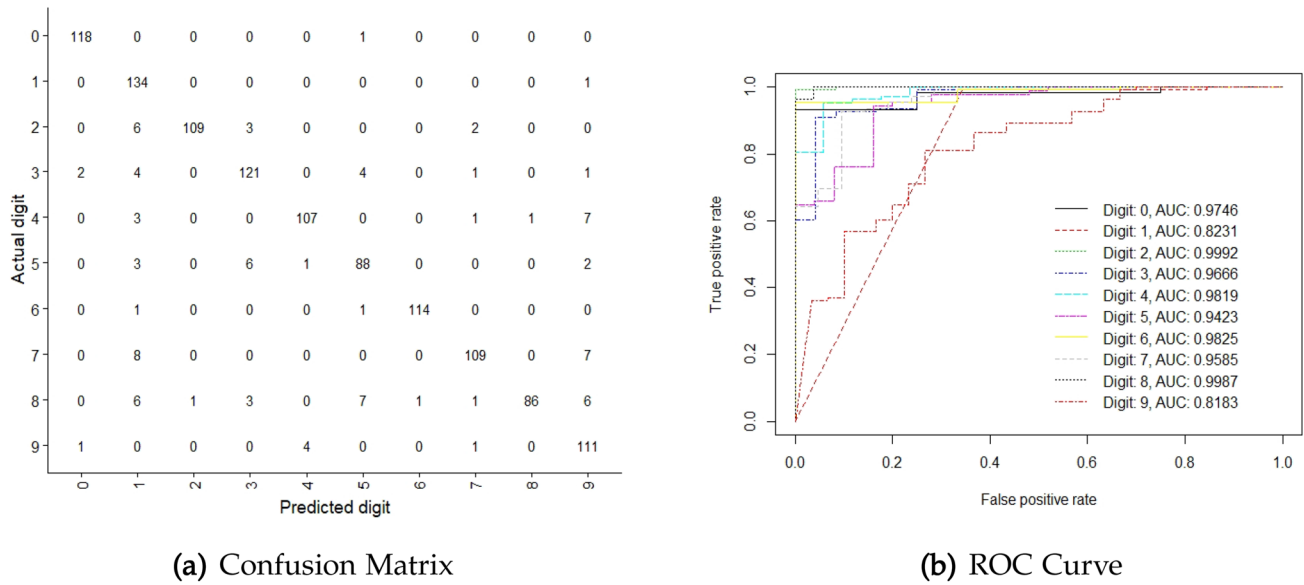 0 118 0 0 0 0 1 0 0 0 0
1 0 134 0 0 0 0 0 0 0 1
2 0 6 109 3 0 0 0 2 0 0
3 2 4 0 121 0 4 0 1 0 1
4 0 3 0 0 107 0 0 1 1 7
5 0 3 0 6 1 88 0 0 0 2
6 0 1 0 0 0 1 114 0 0 0
7 0 8 0 0 0 0 0 109 0 7
8 0 6 1 3 0 7 1 1 86 6
9 1 0 0 0 4 0 0 1 0 111
0 1 2 3 4 5 6 7 8 9
Actual digit
Predicted digit
(a) Confusion Matrix
1.0
0.8
0.6
0.4
0.2
0.0
True positive rate
Digit: 0, AUC: 0.9746
Digit: 1, AUC: 0.8231
Digit: 2, AUC: 0.9992
Digit: 3, AUC: 0.9666
Digit: 4, AUC: 0.9819
Digit: 5, AUC: 0.9423
Digit: 6, AUC: 0.9825
Digit: 7, AUC: 0.9585
Digit: 8, AUC: 0.9987
Digit: 9, AUC: 0.8183
0.0 0.2 0.4 0.6 0.8 1.0
False positive rate
(b) ROC Curve